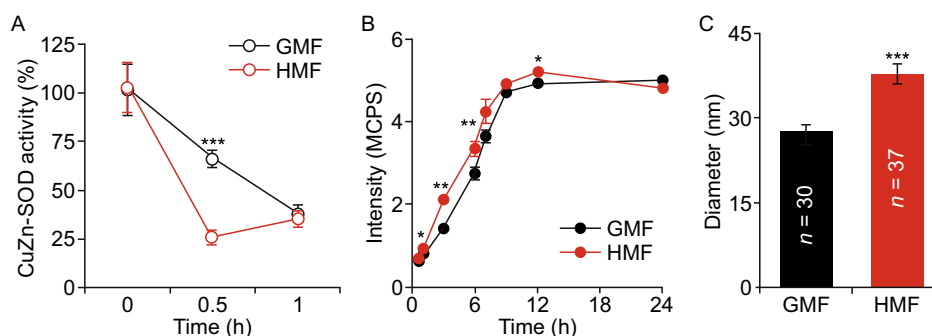 A
CuZn-SOD activity (%)
125
100
75
50
25
0
***
GMF
HMF
0
0.5
1
Time (h)
B
Intensity (MCPS)
6
4
2
0
*
**
**
*
GMF
HMF
0
6
12
18
24
Time (h)
C
Diameter (nm)
45
30
15
0
***
n = 30
n = 37
GMF
HMF